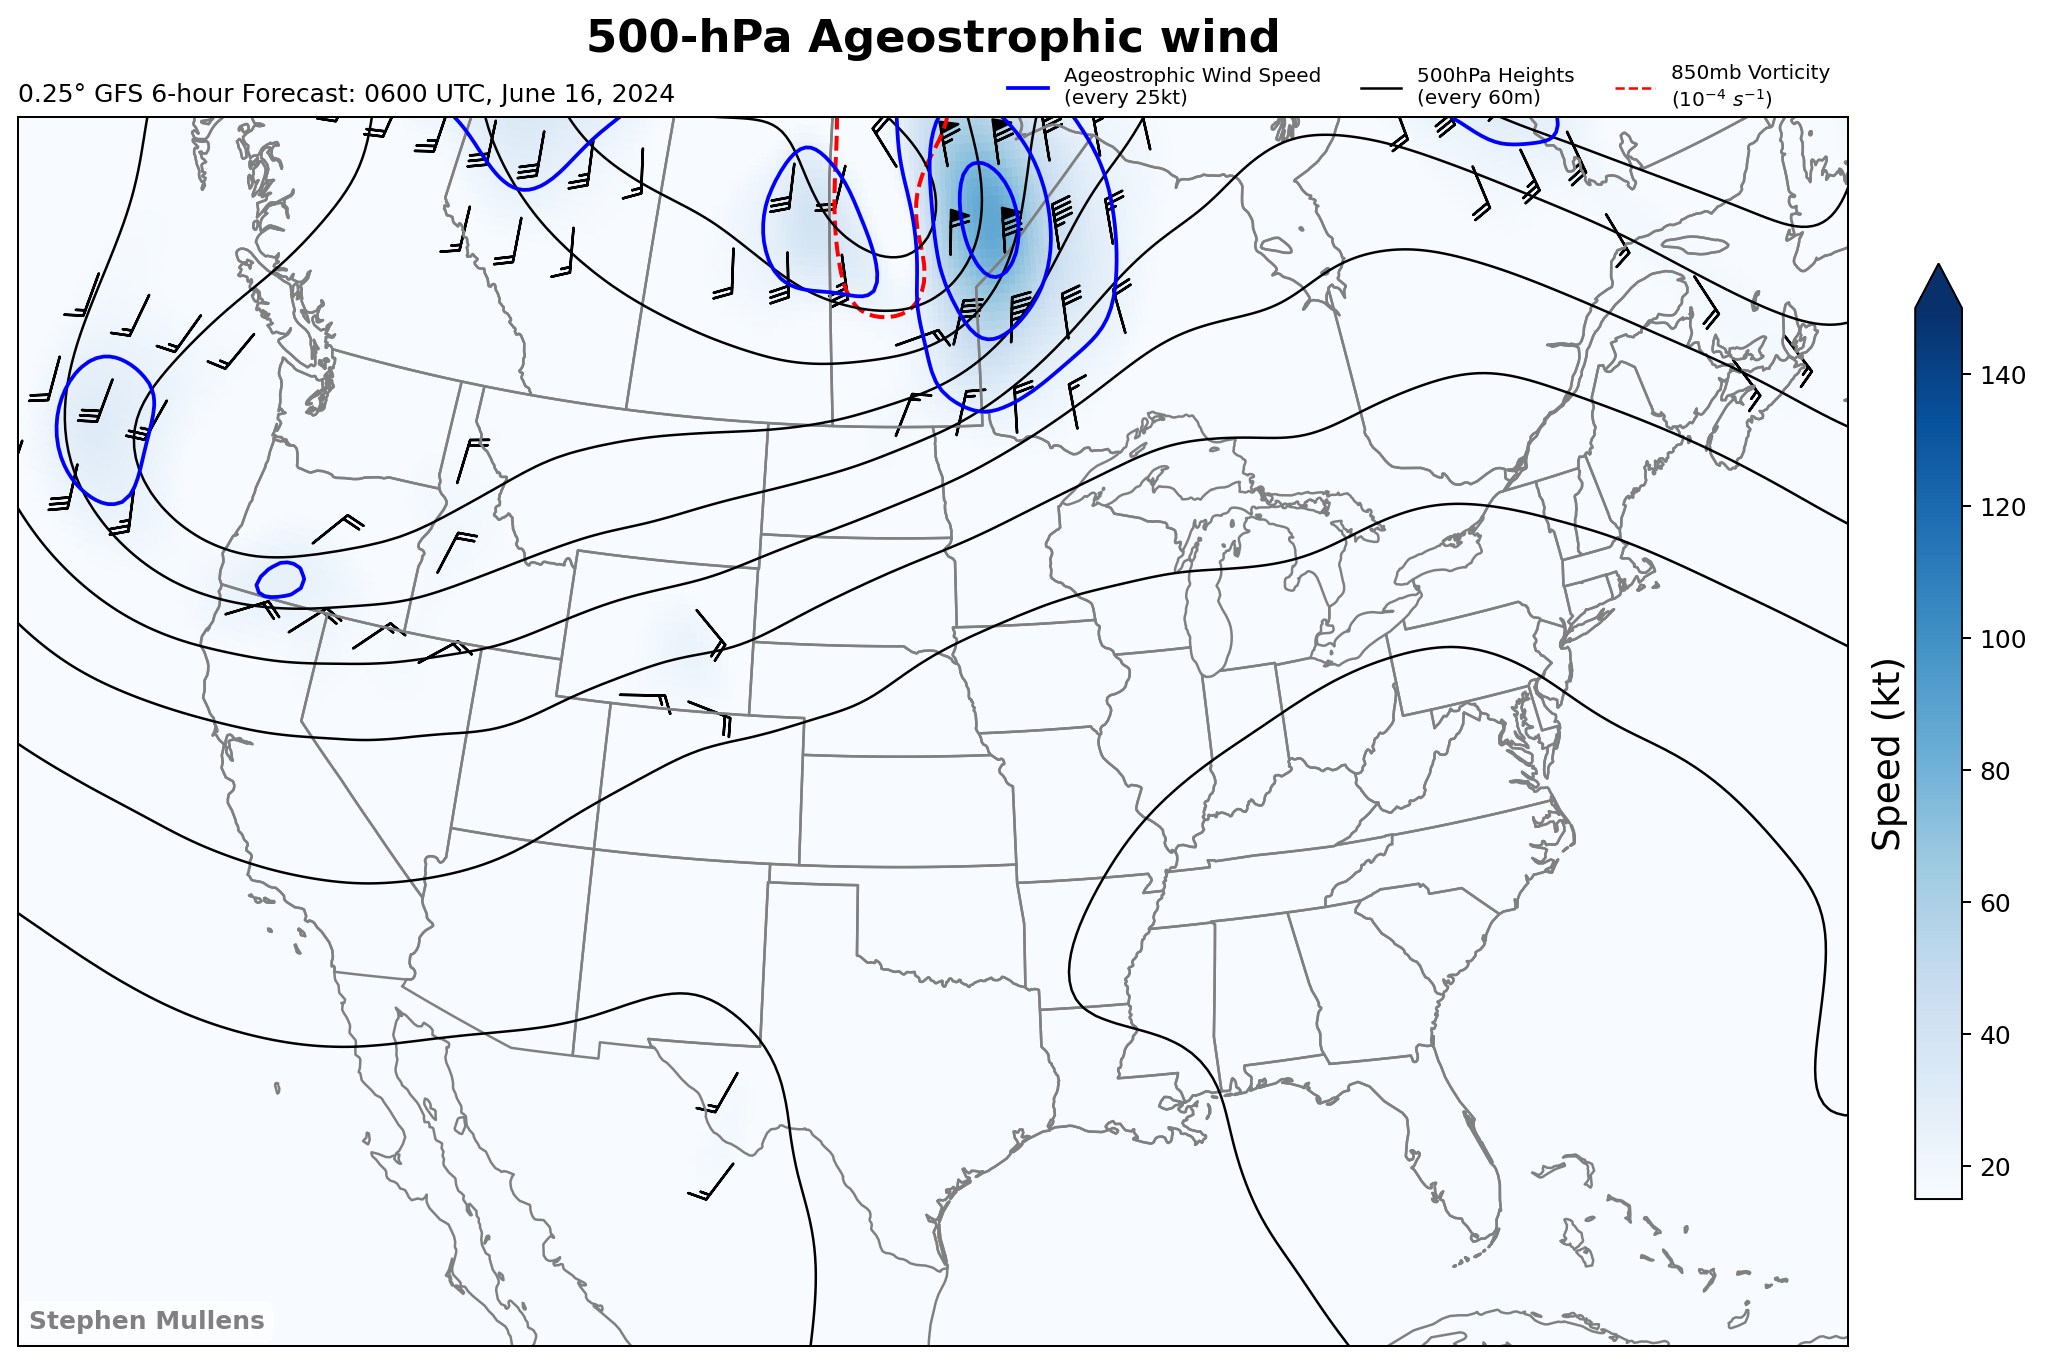 500-hPa Ageostrophic wind
0.25° GFS 6-hour Forecast: 0600 UTC, June 16, 2024
Ageostrophic Wind Speed
(every 25kt)
500hPa Heights
(every 60m)
850mb Vorticity
(10⁻⁴ s⁻¹)
140
120
100
80
60
40
20
Speed (kt)
Stephen Mullens